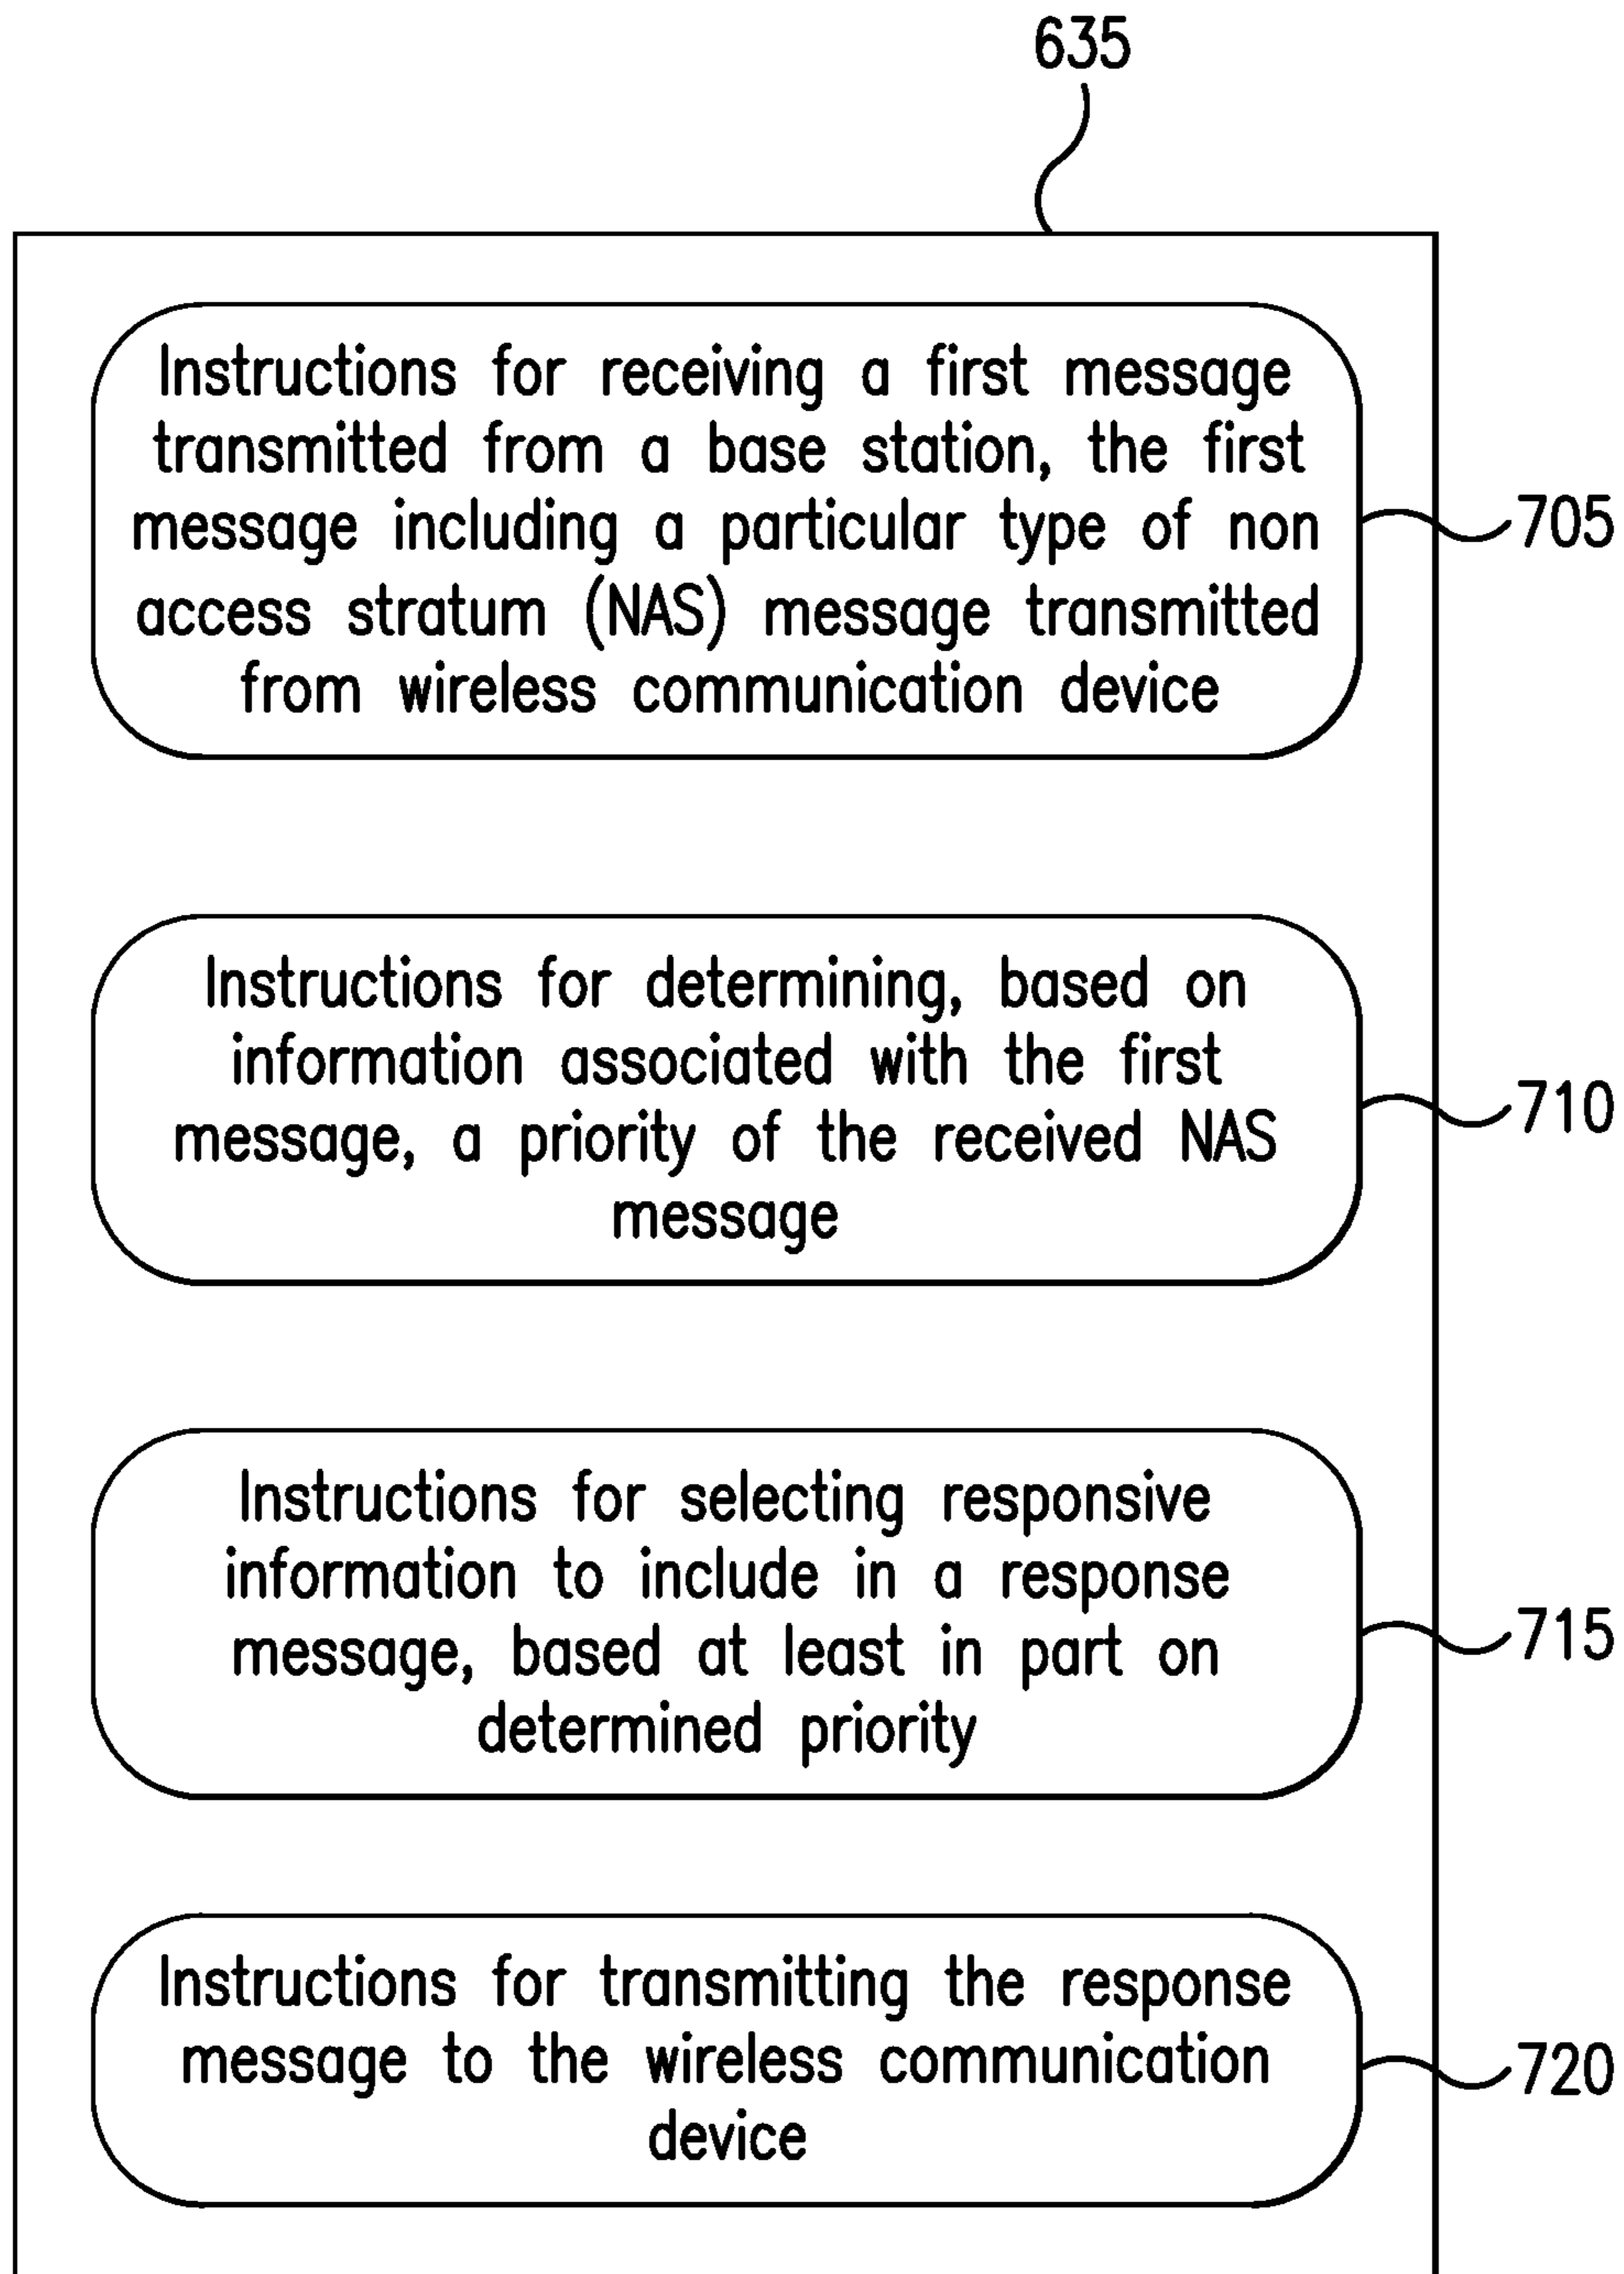 635
Instructions for receiving a first message
transmitted from a base station, the first
message including a particular type of non
access stratum (NAS) message transmitted
from wireless communication device
705
Instructions for determining, based on
information associated with the first
message, a priority of the received NAS
message
710
Instructions for selecting responsive
information to include in a response
message, based at least in part on
determined priority
715
Instructions for transmitting the response
message to the wireless communication
device
720